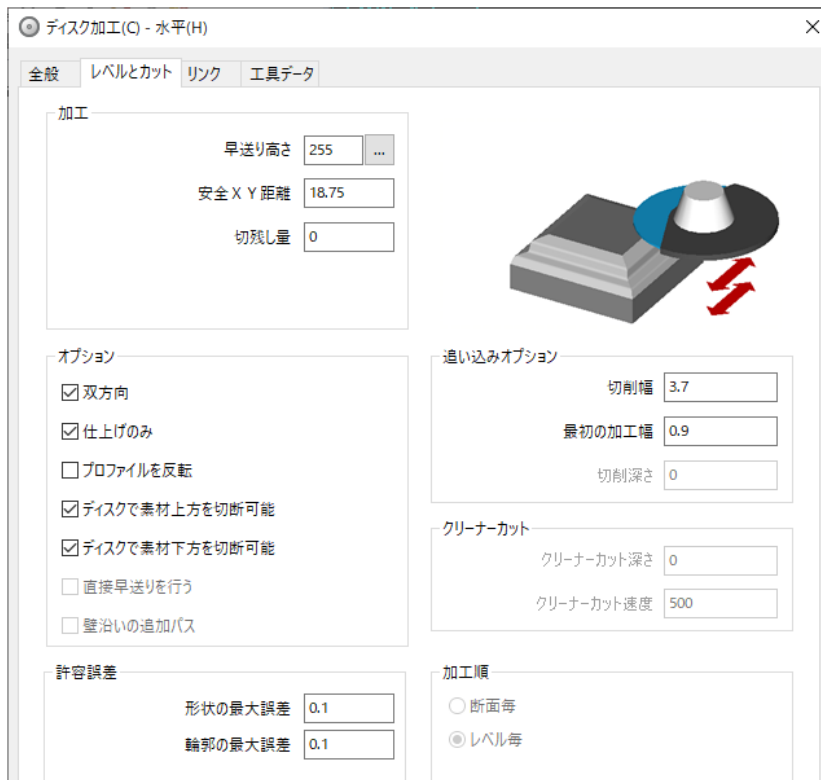 ディスク加工(C) - 水平(H)
全般 レベルとカット リンク 工具データ
加工
早送り高さ 255 ...
安全ＸＹ距離 18.75
切残し量 0
オプション
双方向
仕上げのみ
プロファイルを反転
ディスクで素材上方を切断可能
ディスクで素材下方を切断可能
直接早送りを行う
壁沿いの追加パス
追い込みオプション
切削幅 3.7
最初の加工幅 0.9
切削深さ 0
クリーナーカット
クリーナーカット深さ 0
クリーナーカット速度 500
許容誤差
形状の最大誤差 0.1
輪郭の最大誤差 0.1
加工順
断面毎
レベル毎